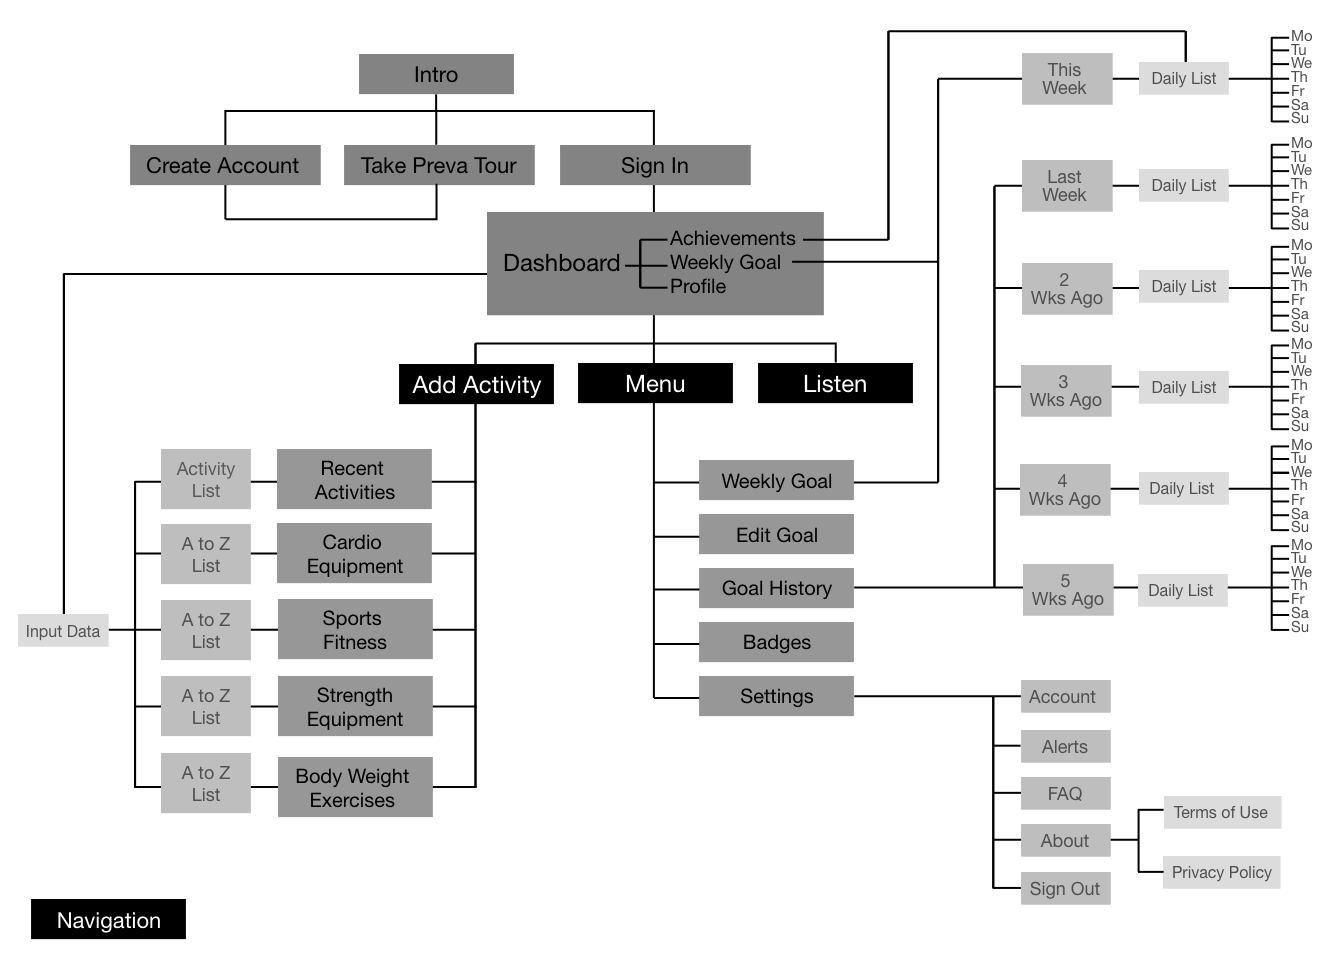 Intro
Create Account
Take Preva Tour
Sign In
Dashboard
Achievements
Weekly Goal
Profile
Add Activity
Menu
Listen
Activity
List
Recent
Activities
A to Z
List
Cardio
Equipment
A to Z
List
Sports
Fitness
A to Z
List
Strength
Equipment
A to Z
List
Body Weight
Exercises
Input Data
Weekly Goal
Edit Goal
Goal History
Badges
Settings
This
Week
Daily List
Mo
Tu
We
Th
Fr
Sa
Su
Last
Week
Daily List
Mo
Tu
We
Th
Fr
Sa
Su
2
Wks Ago
Daily List
Mo
Tu
We
Th
Fr
Sa
Su
3
Wks Ago
Daily List
Mo
Tu
We
Th
Fr
Sa
Su
4
Wks Ago
Daily List
Mo
Tu
We
Th
Fr
Sa
Su
5
Wks Ago
Daily List
Mo
Tu
We
Th
Fr
Sa
Su
Account
Alerts
FAQ
About
Sign Out
Terms of Use
Privacy Policy
Navigation